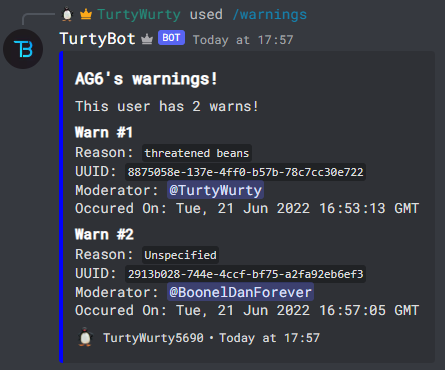 TurtyWurty used /warnings
TurtyBot BOT Today at 17:57
AG6's warnings!
This user has 2 warns!
Warn #1
Reason: threatened beans
UUID: 8875058e-137e-4ff0-b57b-78c7cc30e722
Moderator: @TurtyWurty
Occured On: Tue, 21 Jun 2022 16:53:13 GMT
Warn #2
Reason: Unspecified
UUID: 2913b028-744e-4ccf-bf75-a2fa92eb6ef3
Moderator: @BoonelDanForever
Occured On: Tue, 21 Jun 2022 16:57:05 GMT
TurtyWurty5690 • Today at 17:57